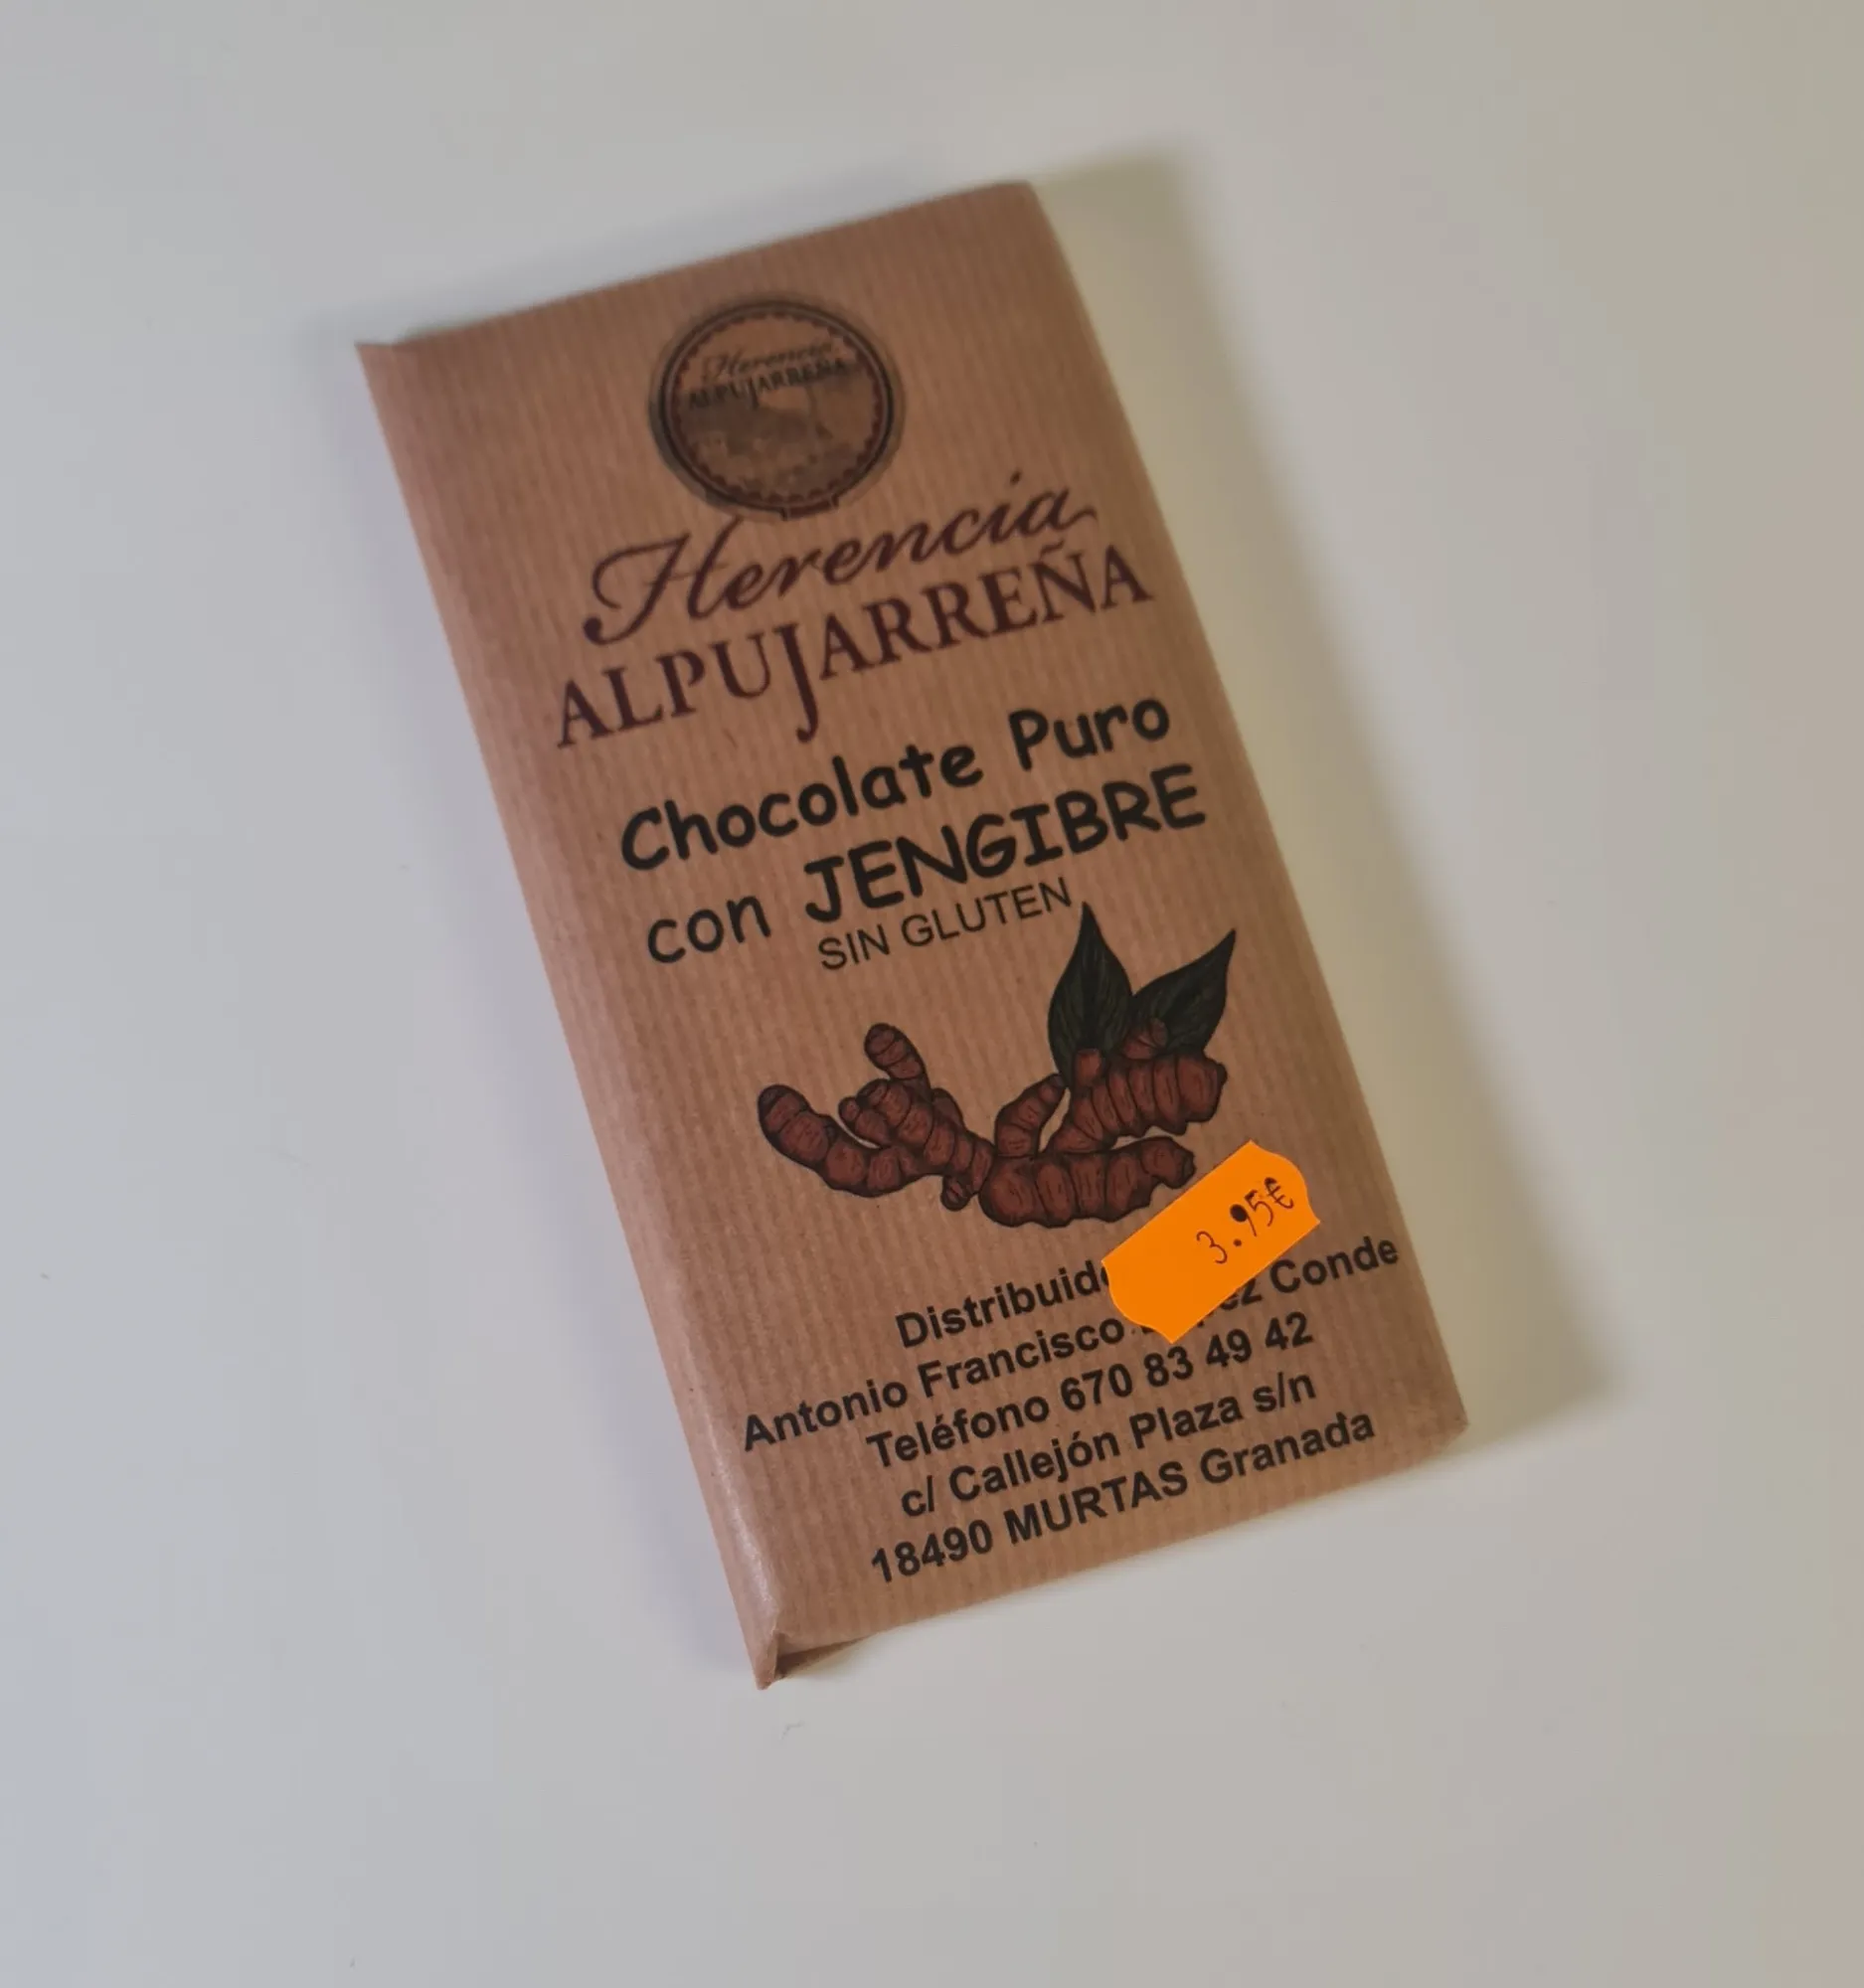 Herencia
ALPUJARREÑA
Herencia
ALPUJARREÑA
Chocolate Puro
con JENGIBRE
SIN GLUTEN
3.95€
Antonio Francisco Conde
Teléfono 670 83 49 42
c/ Callejón Plaza s/n
18490 MURTAS Granada